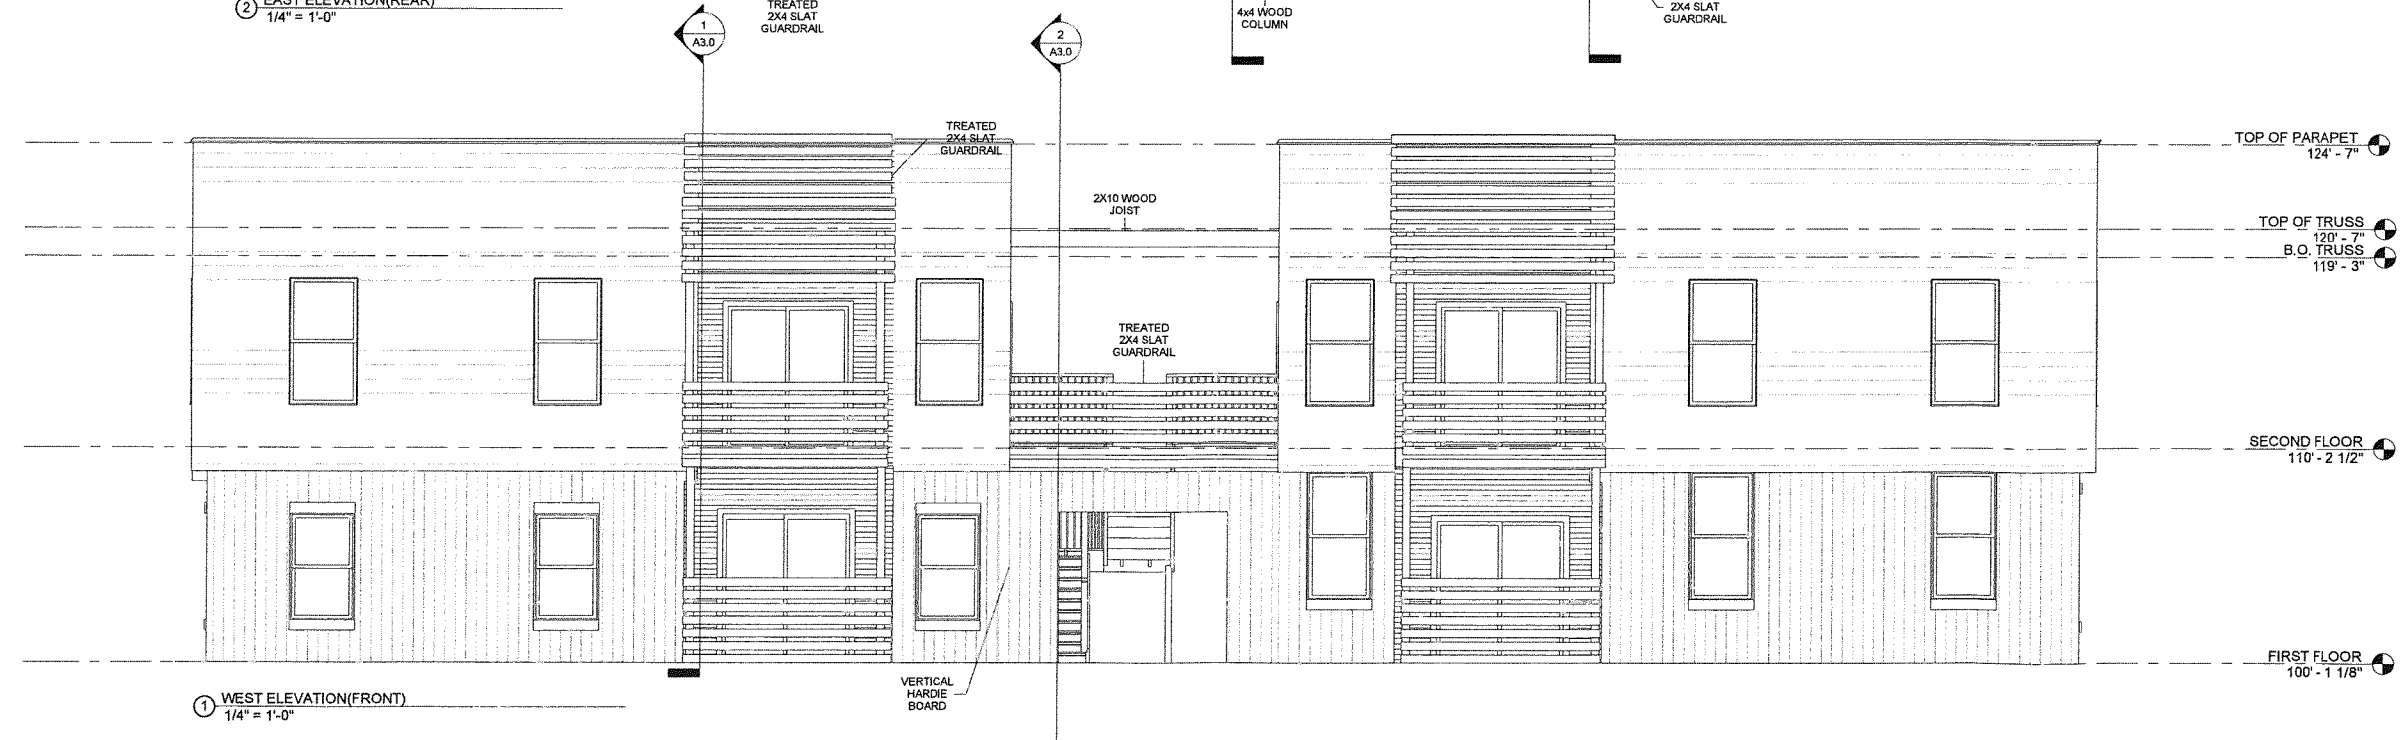 2 EAST ELEVATION(REAR)
1/4" = 1'-0"
TREATED
2X4 SLAT
GUARDRAIL
1
A3.0
2
A3.0
4x4 WOOD
COLUMN
2X4 SLAT
GUARDRAIL
TREATED
2X4 SLAT
GUARDRAIL
2X10 WOOD
JOIST
TREATED
2X4 SLAT
GUARDRAIL
TOP OF PARAPET
124' - 7"
TOP OF TRUSS
120' - 7"
B.O. TRUSS
119' - 3"
SECOND FLOOR
110' - 2 1/2"
FIRST FLOOR
100' - 1 1/8"
VERTICAL
HARDIE
BOARD
1 WEST ELEVATION(FRONT)
1/4" = 1'-0"